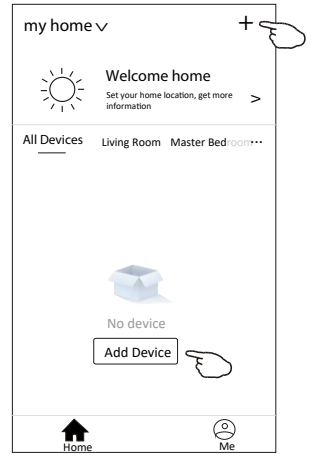 my home
+
Welcome home
Set your home location, get more
information
>
All Devices Living Room Master Bedroom ...
No device
Add Device
Home Me